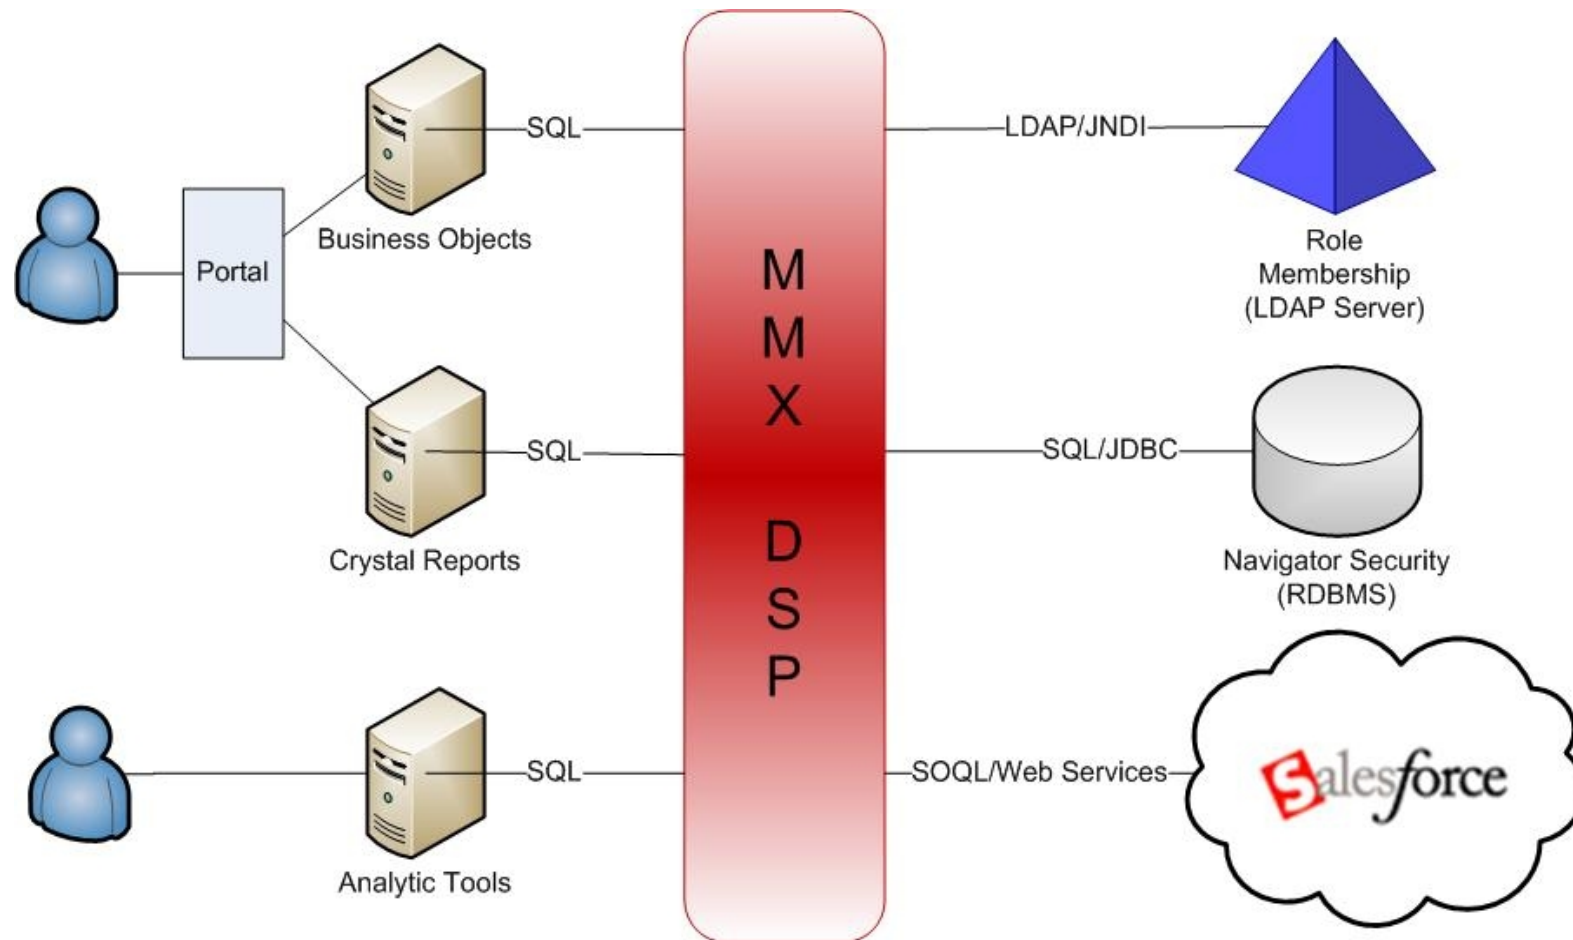 SQL
LDAP/JNDI
Business Objects
Portal
Role
Membership
(LDAP Server)
M
M
X
D
S
P
SQL
SQL/JDBC
Crystal Reports
Navigator Security
(RDBMS)
SQL
SOQL/Web Services
Salesforce
Analytic Tools